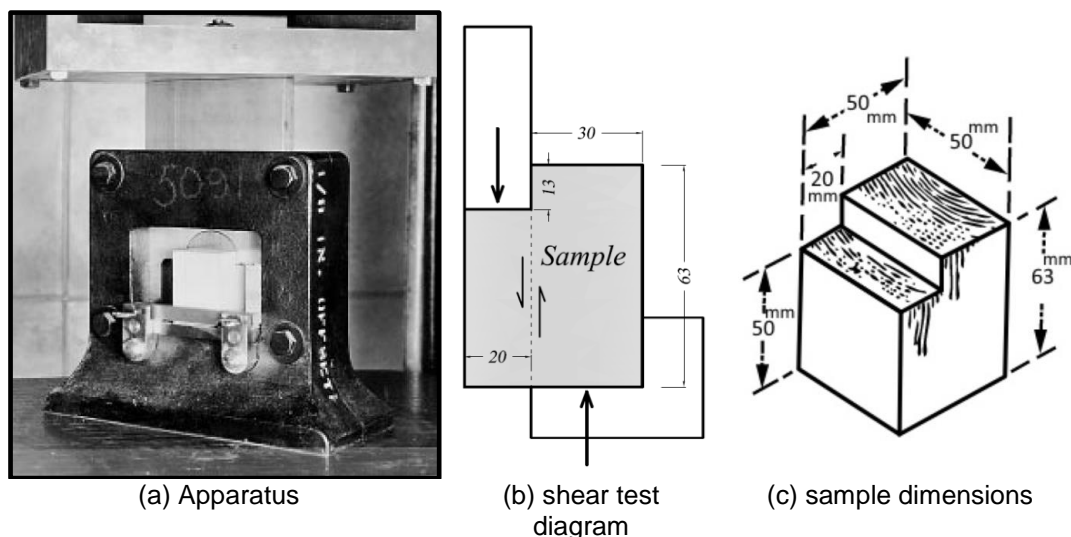 5091
30
13
Sample
63
20
50 mm
50 mm
20
mm
50 mm
mm
63
(a) Apparatus
(b) shear test
diagram
(c) sample dimensions